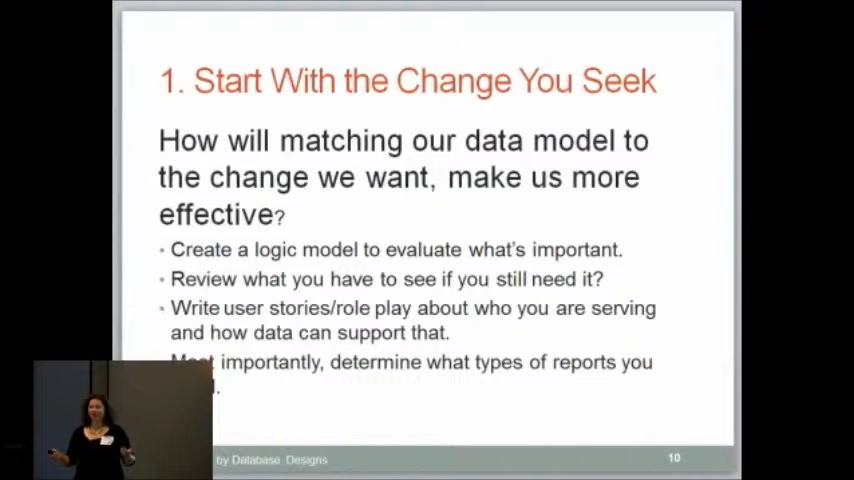 1. Start With the Change You Seek
How will matching our data model to
the change we want, make us more
effective?
• Create a logic model to evaluate what's important.
• Review what you have to see if you still need it?
• Write user stories/role play about who you are serving
and how data can support that.
importantly, determine what types of reports you
by Database Designs
10